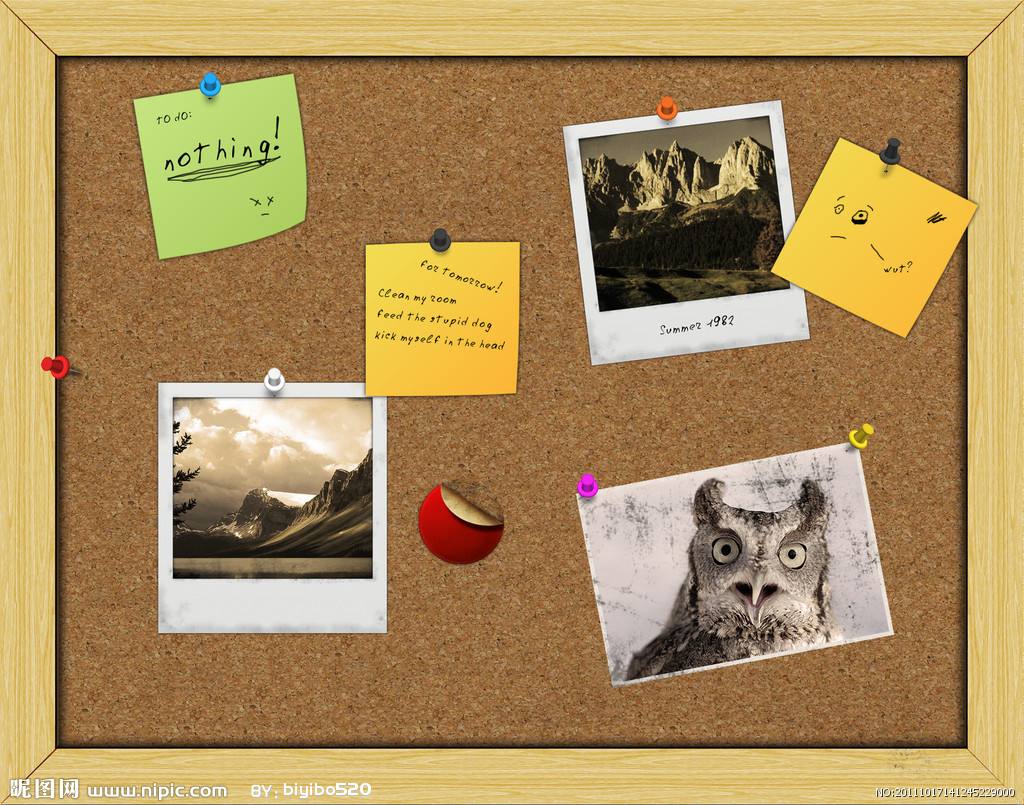 TO dO:
nothing!
for tomorrow!
Clean my room
feed the stupid dog
kick myself in the head
Summer 1982
wut?
昵图网 www.nipic.com BY: biyibo520
NO:20111017141245229000